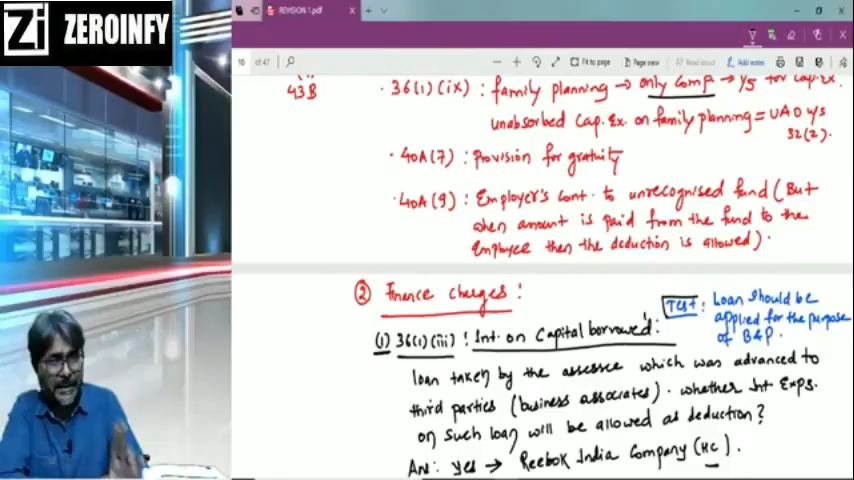 Zi ZEROINFY
REVISION 1.pdf
10 of 47
Fit to page
Page view
Read aloud
Add notes
43B
• 36(1)(ix) : family planning → only Comp → 1/5 for Cap. Ex.
unabsorbed Cap. Ex. on family planning = UAD u/s
32(2).
• 40A(7) : Provision for gratuity
• 40A(9) : Employer's Cont. to unrecognised fund (But
when amount is paid from the fund to the
Employee then the deduction is allowed).
② Finance charges :
Test : Loan should be
applied for the purpose
of B&P.
(i) 36(1)(iii) : Int. on Capital borrowed :
loan taken by the assessee which was advanced to
third parties (business associates). whether Int Exps.
on such loan will be allowed as deduction?
Ans: yes → Reebok India Company (HC).